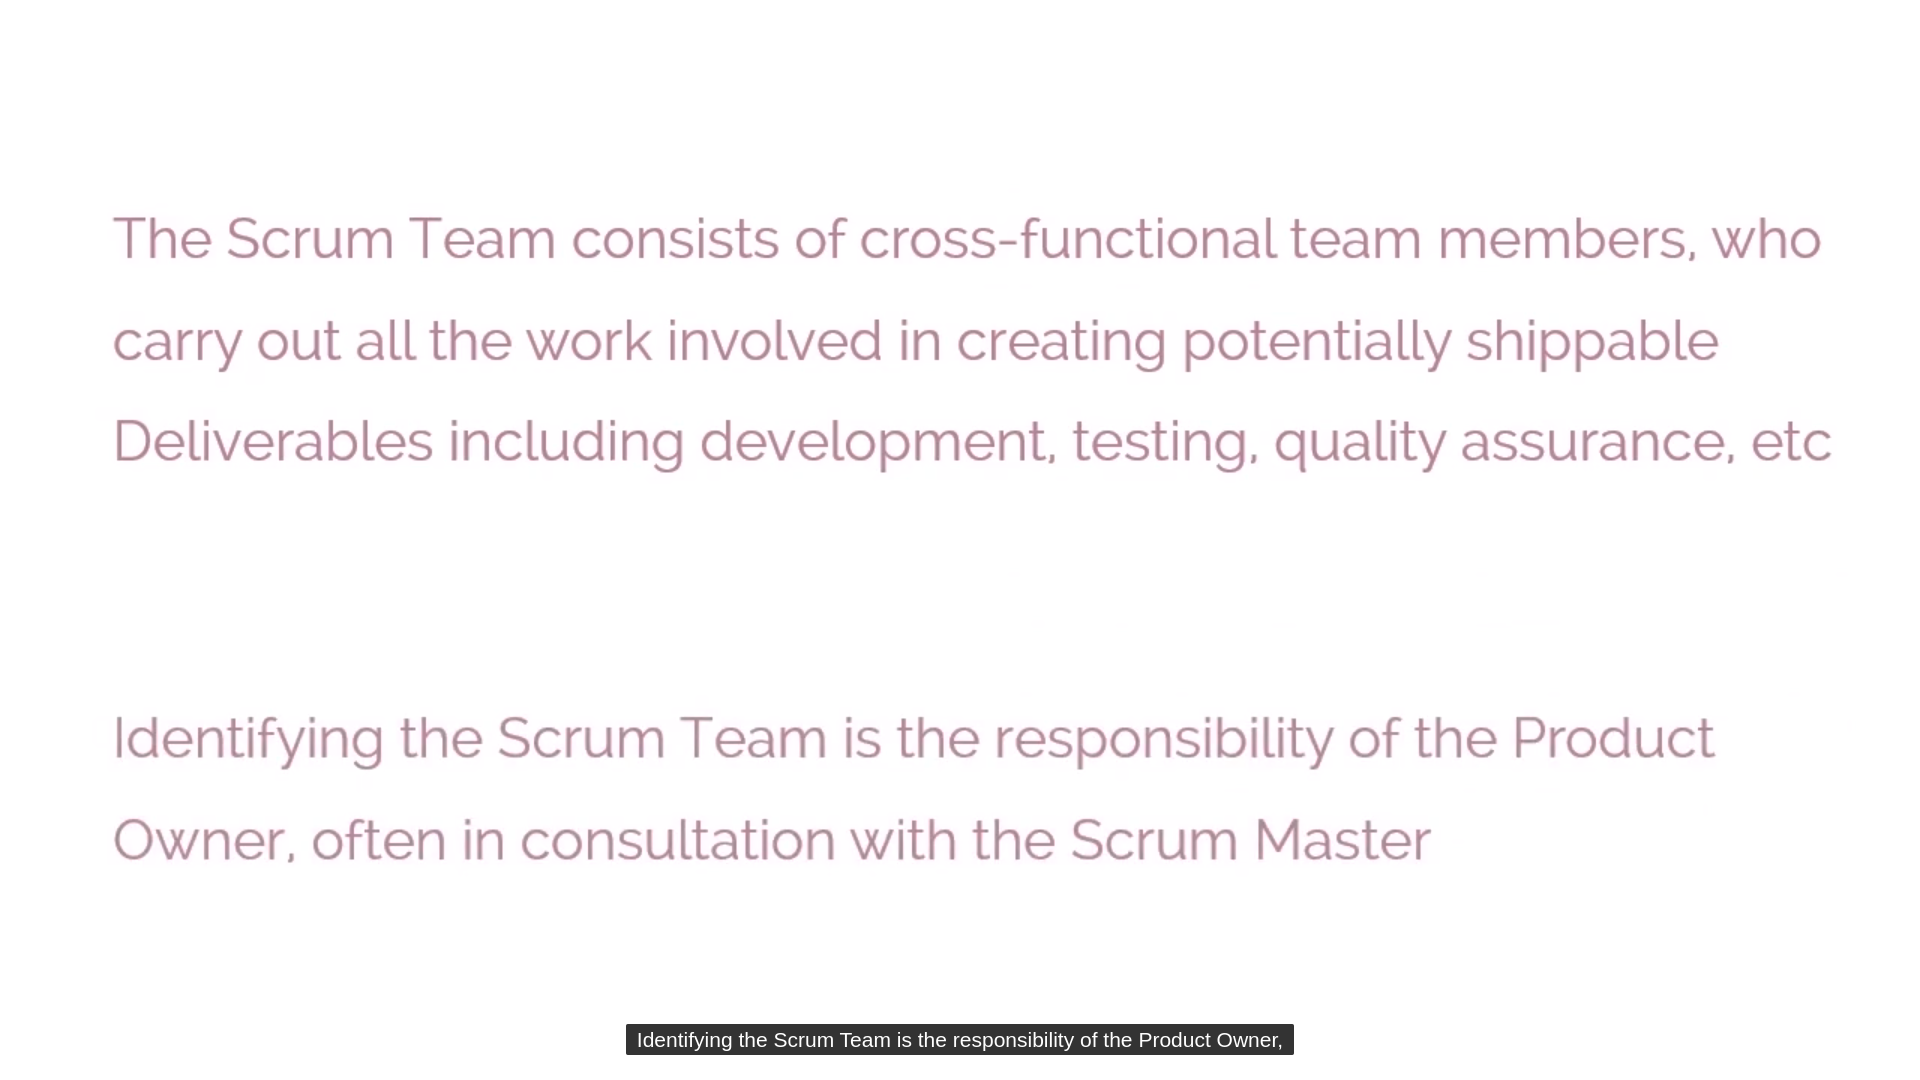 The Scrum Team consists of cross-functional team members, who
carry out all the work involved in creating potentially shippable
Deliverables including development, testing, quality assurance, etc
Identifying the Scrum Team is the responsibility of the Product
Owner, often in consultation with the Scrum Master
Identifying the Scrum Team is the responsibility of the Product Owner,